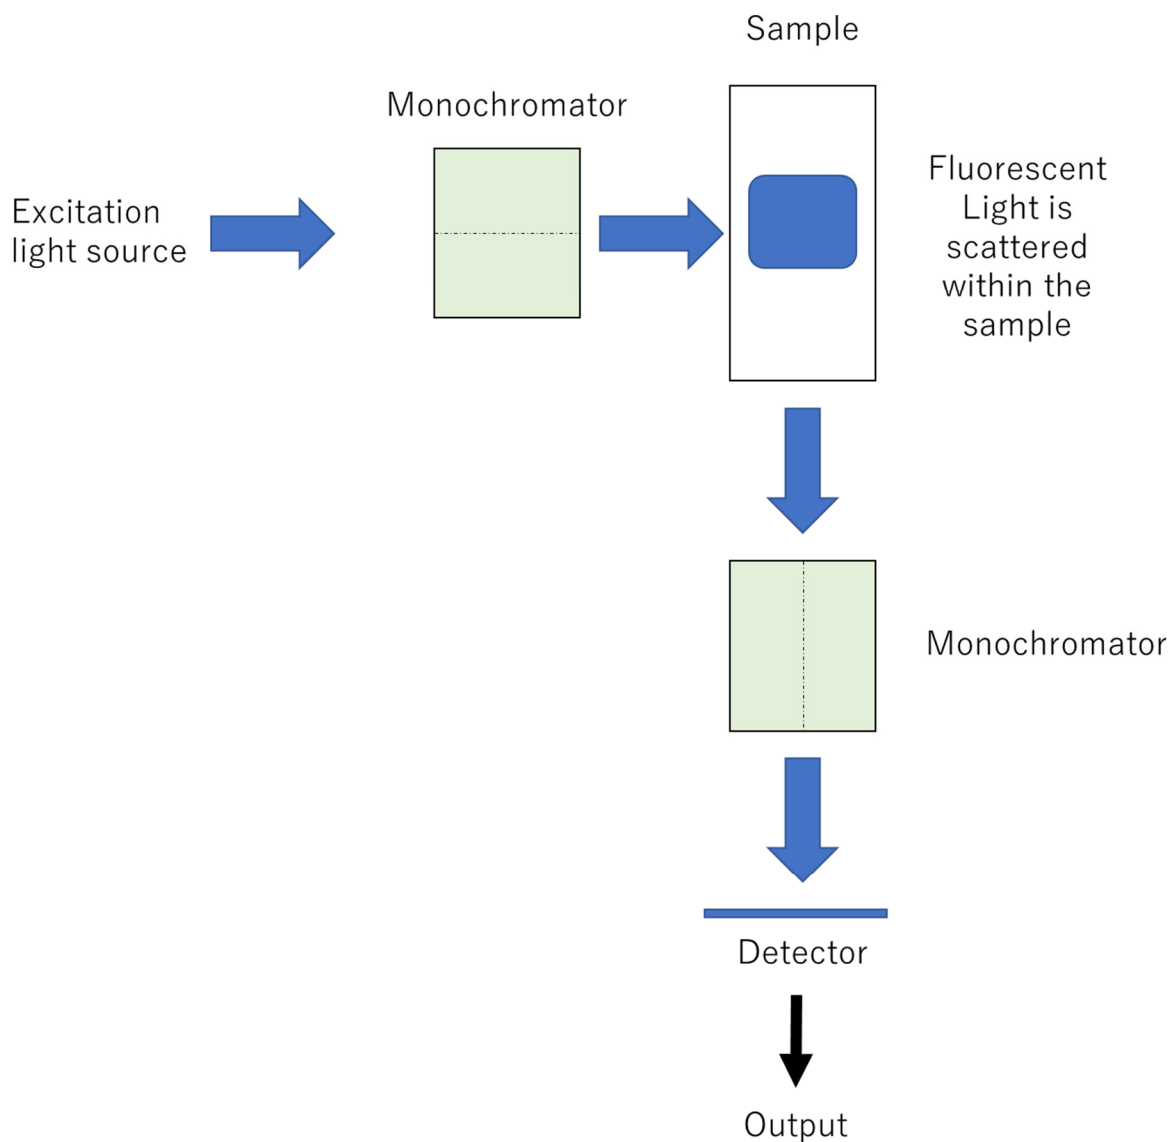 Sample
Monochromator
Excitation
light source
Fluorescent
Light is
scattered
within the
sample
Monochromator
Detector
Output